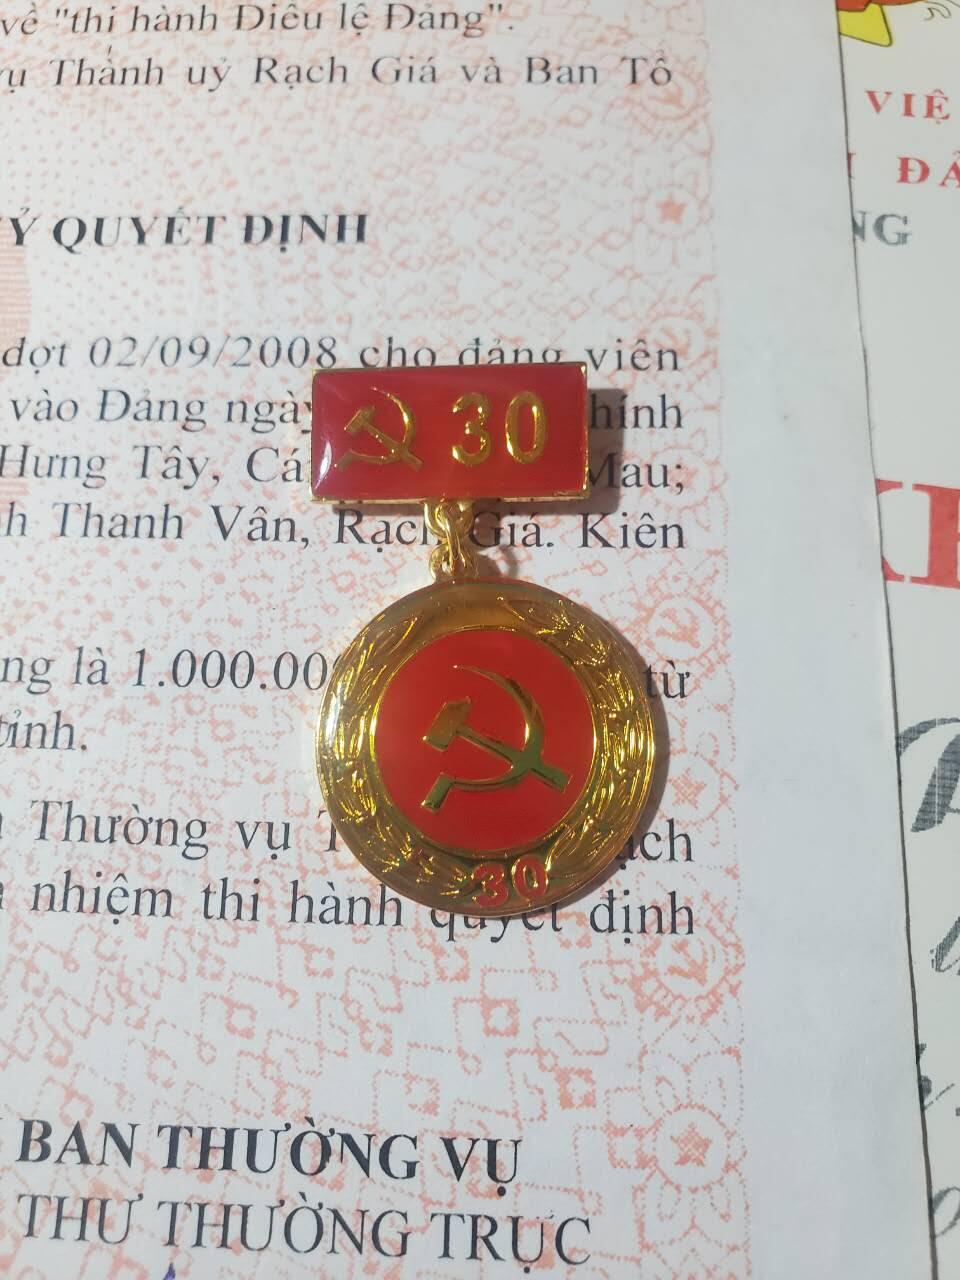 về "thi hành Điều lệ Đảng".
vụ Thành uỷ Rạch Giá và Ban Tổ
Ỷ QUYẾT ĐỊNH
đợt 02/09/2008 cho đảng viên
vào Đảng ngày hính
Hưng Tây, Mau;
Thanh Vân, Rạch Giá. Kiên
là 1.000.00 từ
tỉnh.
Thường vụ ạch
nhiệm thi hành quyết định
BAN THƯỜNG VỤ
THƯ THƯỜNG TRỰC
30
30
VIỆ
ĐẢ
NG